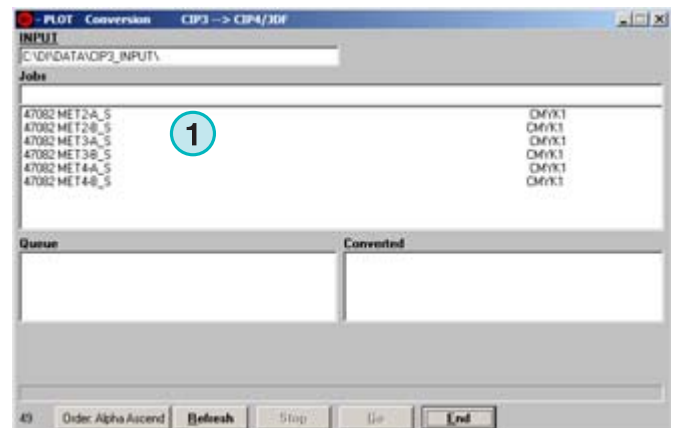 - PLOT Conversion CIP3 --> CIP4/JDF
INPUT
C:\DI\DATA\CIP3_INPUT\
Jobs
47082 MET2-A_S CMYK1
47082 MET2-B_S CMYK1
47082 MET3-A_S CMYK1
47082 MET3-B_S CMYK1
47082 MET4-A_S CMYK1
47082 MET4-B_S CMYK1
1
Queue Converted
49 Order: Alpha Ascend Refresh Stop Go End